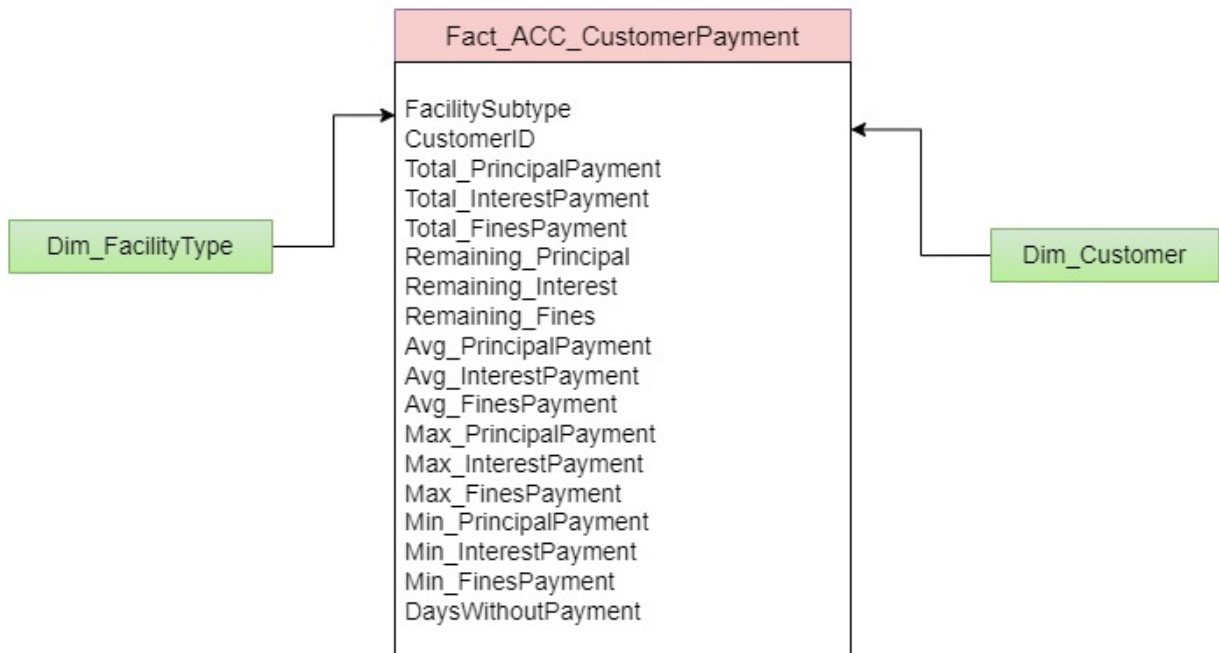 Fact_ACC_CustomerPayment
FacilitySubtype
CustomerID
Total_PrincipalPayment
Total_InterestPayment
Total_FinesPayment
Remaining_Principal
Remaining_Interest
Remaining_Fines
Avg_PrincipalPayment
Avg_InterestPayment
Avg_FinesPayment
Max_PrincipalPayment
Max_InterestPayment
Max_FinesPayment
Min_PrincipalPayment
Min_InterestPayment
Min_FinesPayment
DaysWithoutPayment
Dim_FacilityType
Dim_Customer